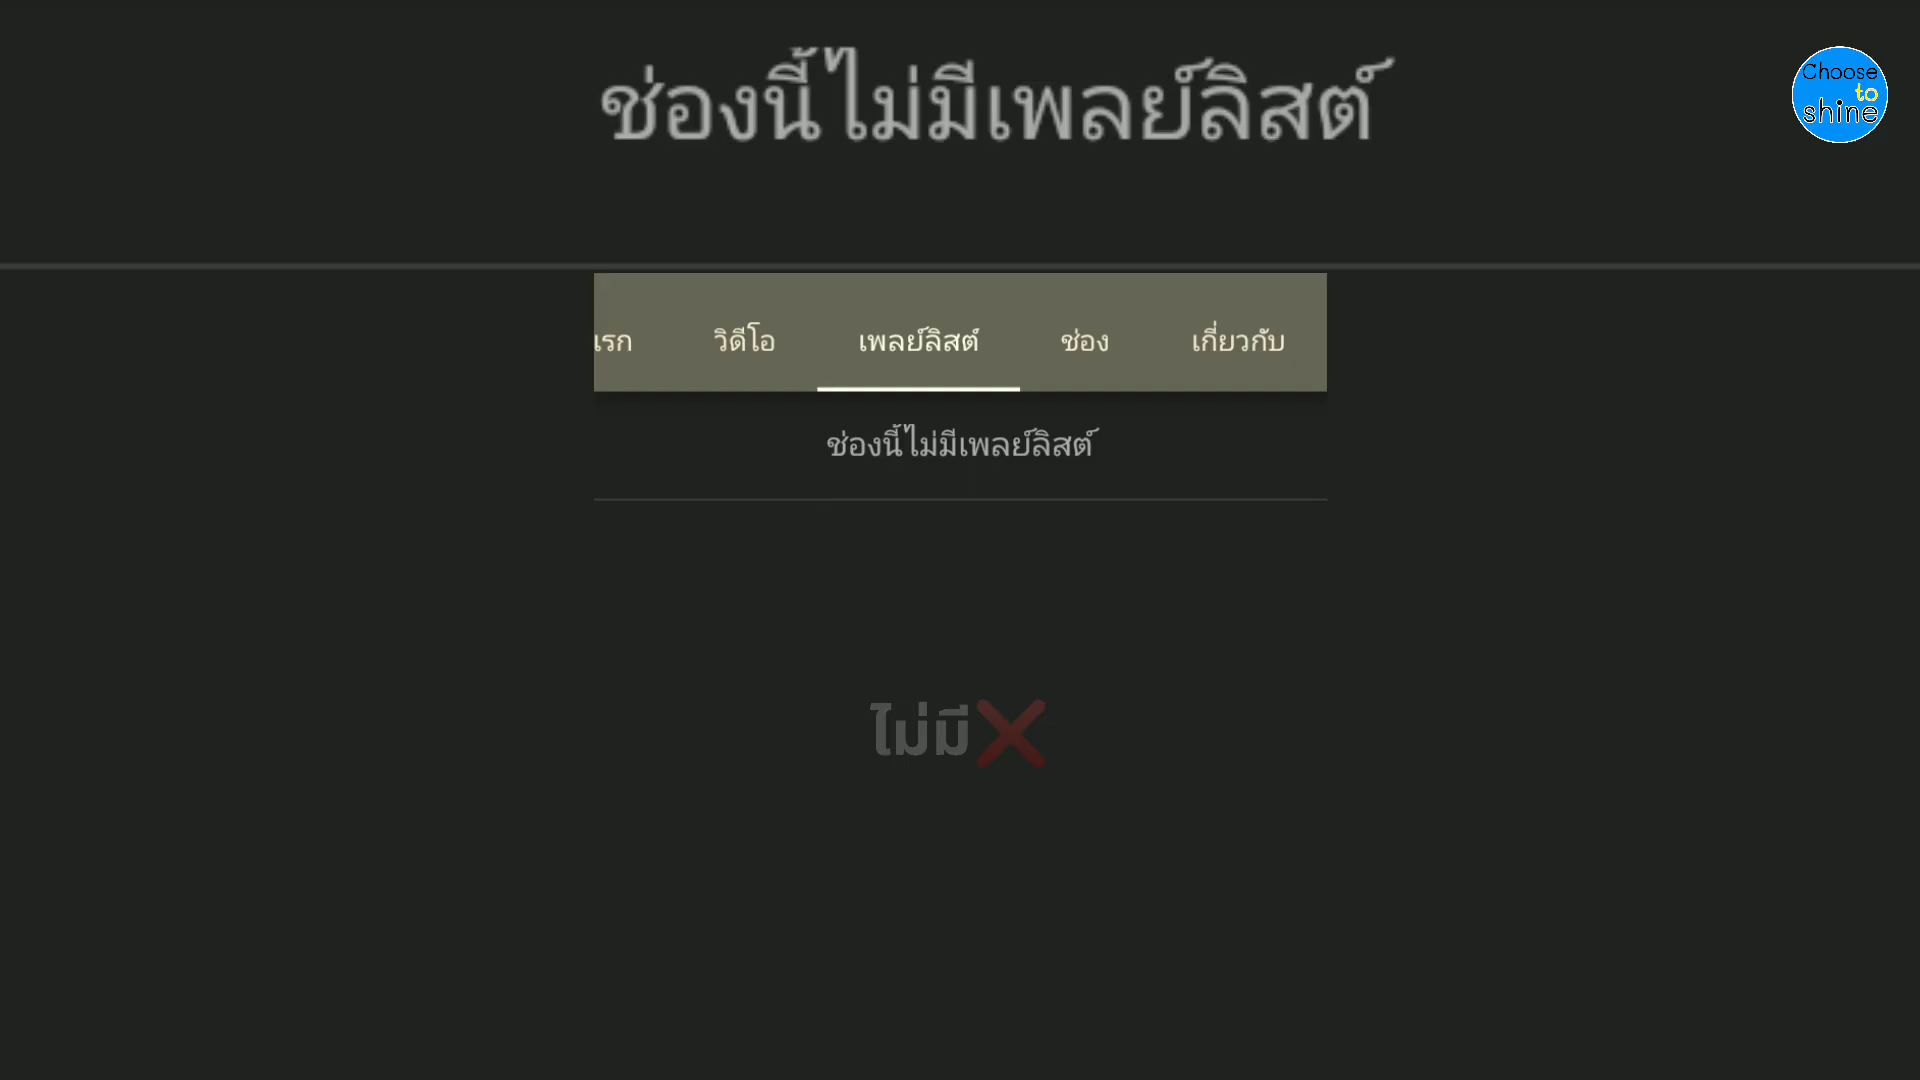 ช่องนี้ไม่มีเพลย์ลิสต์
Choose
to
shine
แรก วิดีโอ เพลย์ลิสต์ ช่อง เกี่ยวกับ
ช่องนี้ไม่มีเพลย์ลิสต์
ไม่มี❌